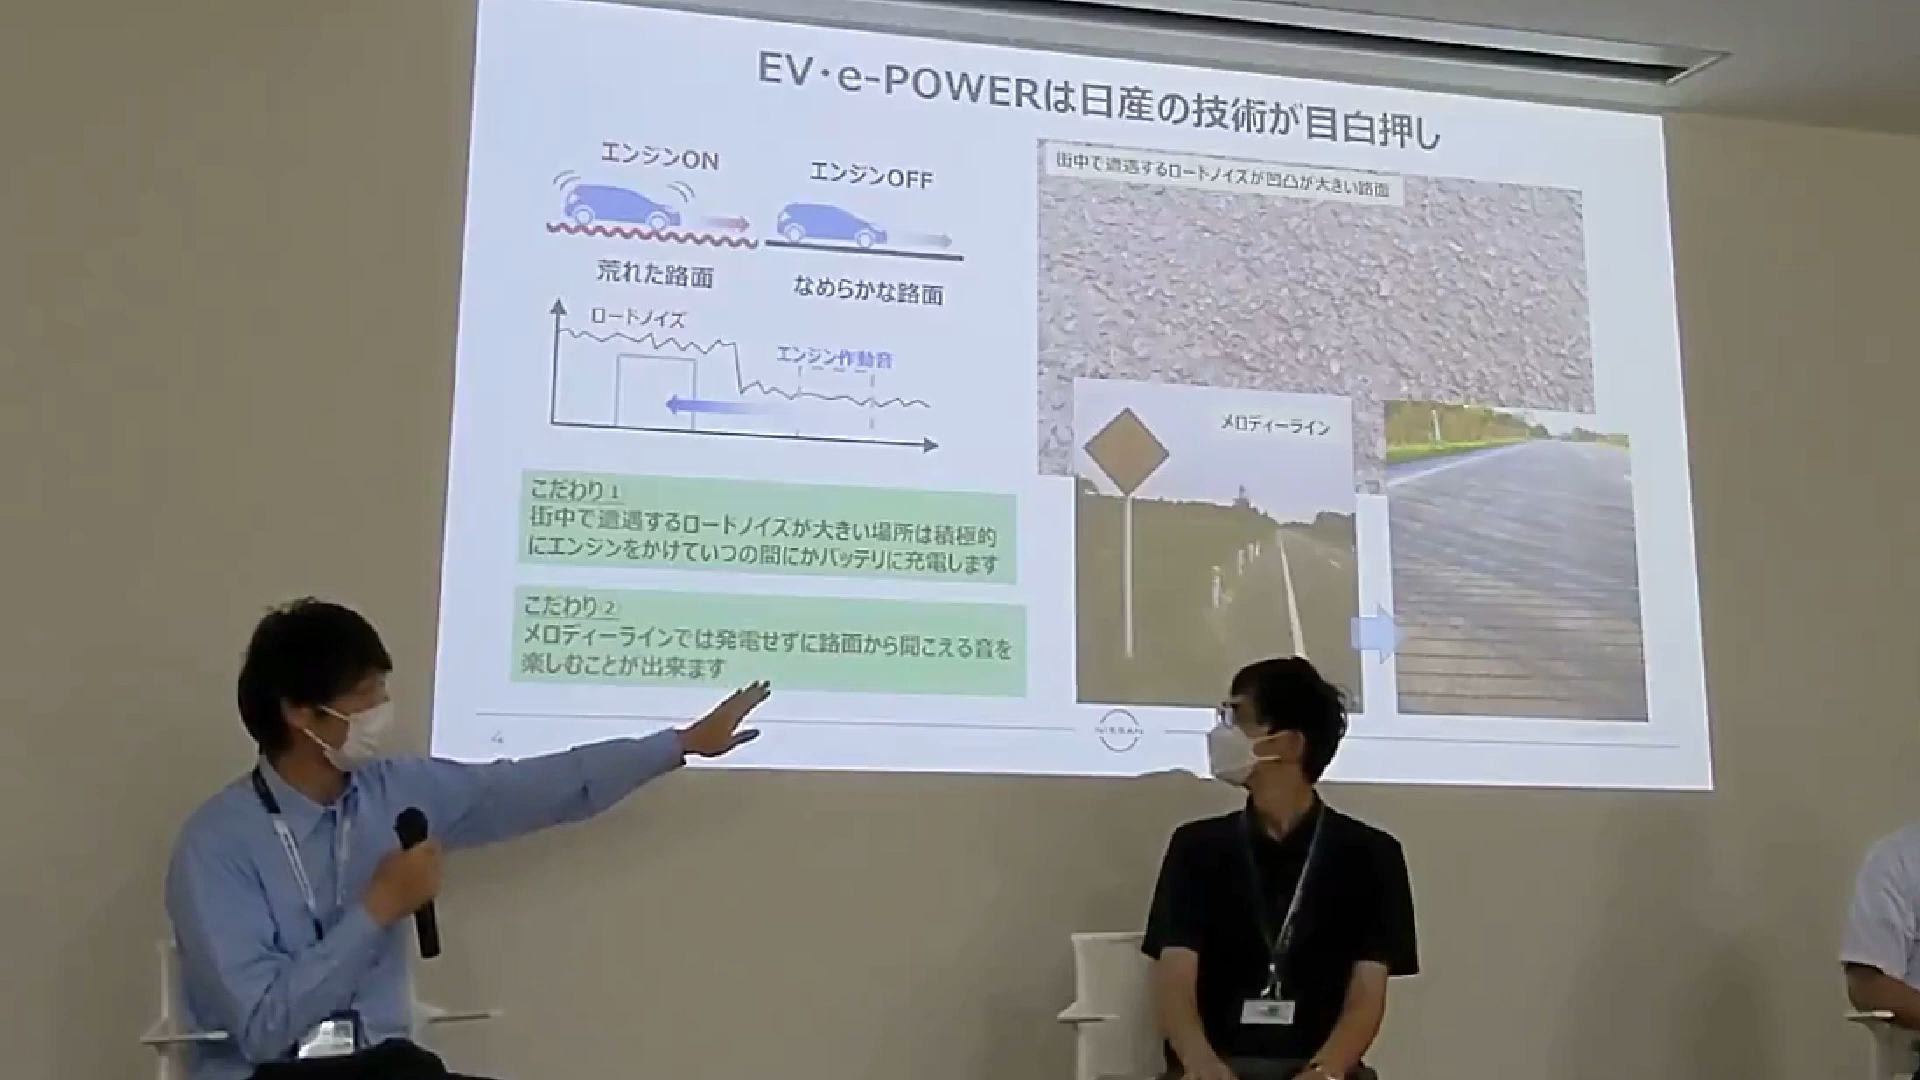 EV・e-POWERは日産の技術が目白押し
エンジンON
エンジンOFF
荒れた路面
なめらかな路面
ロードノイズ
エンジン作動音
こだわり1
街中で遭遇するロードノイズが大きい場所は積極的
にエンジンをかけていつの間にかバッテリに充電します
こだわり2
メロディーラインでは発電せずに路面から聞こえる音を
楽しむことが出来ます
街中で遭遇するロードノイズが凹凸が大きい路面
メロディーライン
4
NISSAN